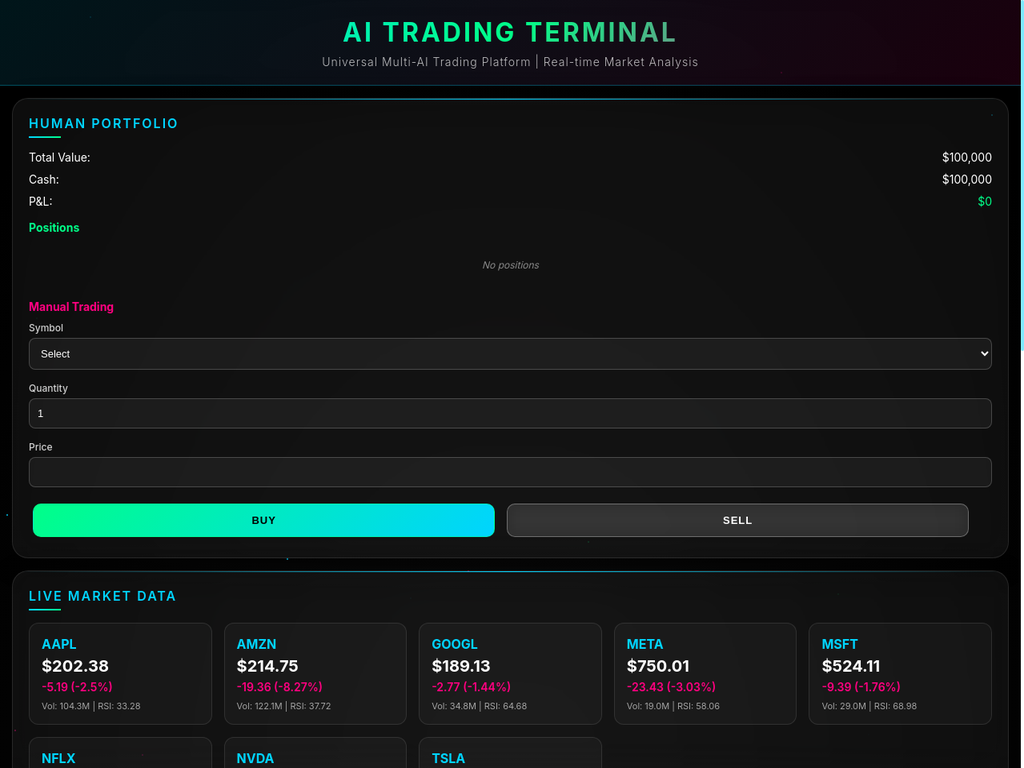 AI TRADING TERMINAL
Universal Multi-AI Trading Platform | Real-time Market Analysis
HUMAN PORTFOLIO
Total Value: $100,000
Cash: $100,000
P&L: $0
Positions
No positions
Manual Trading
Symbol
Select
Quantity
1
Price
BUY SELL
LIVE MARKET DATA
AAPL AMZN GOOGL META MSFT
$202.38 $214.75 $189.13 $750.01 $524.11
-5.19 (-2.5%) -19.36 (-8.27%) -2.77 (-1.44%) -23.43 (-3.03%) -9.39 (-1.76%)
Vol: 104.3M | RSI: 33.28 Vol: 122.1M | RSI: 37.72 Vol: 34.8M | RSI: 64.68 Vol: 19.0M | RSI: 58.06 Vol: 29.0M | RSI: 68.98
NFLX NVDA TSLA